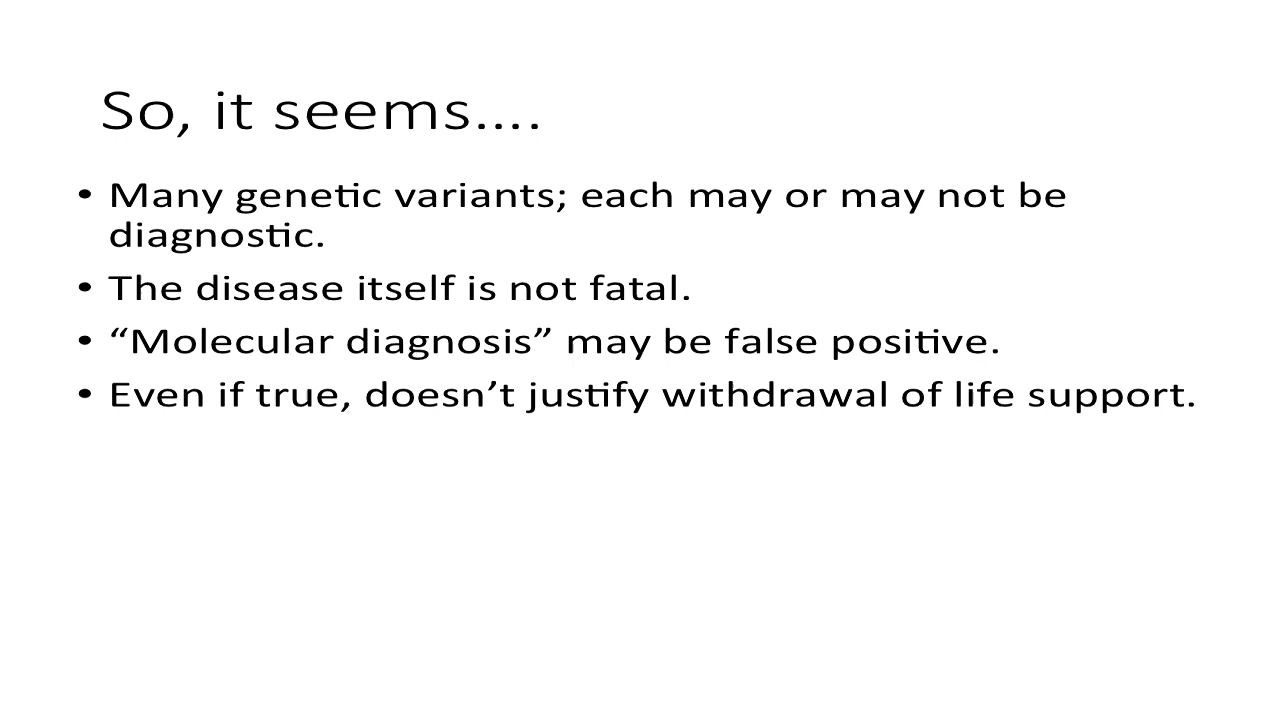 So, it seems....
• Many genetic variants; each may or may not be
diagnostic.
• The disease itself is not fatal.
• “Molecular diagnosis” may be false positive.
• Even if true, doesn’t justify withdrawal of life support.